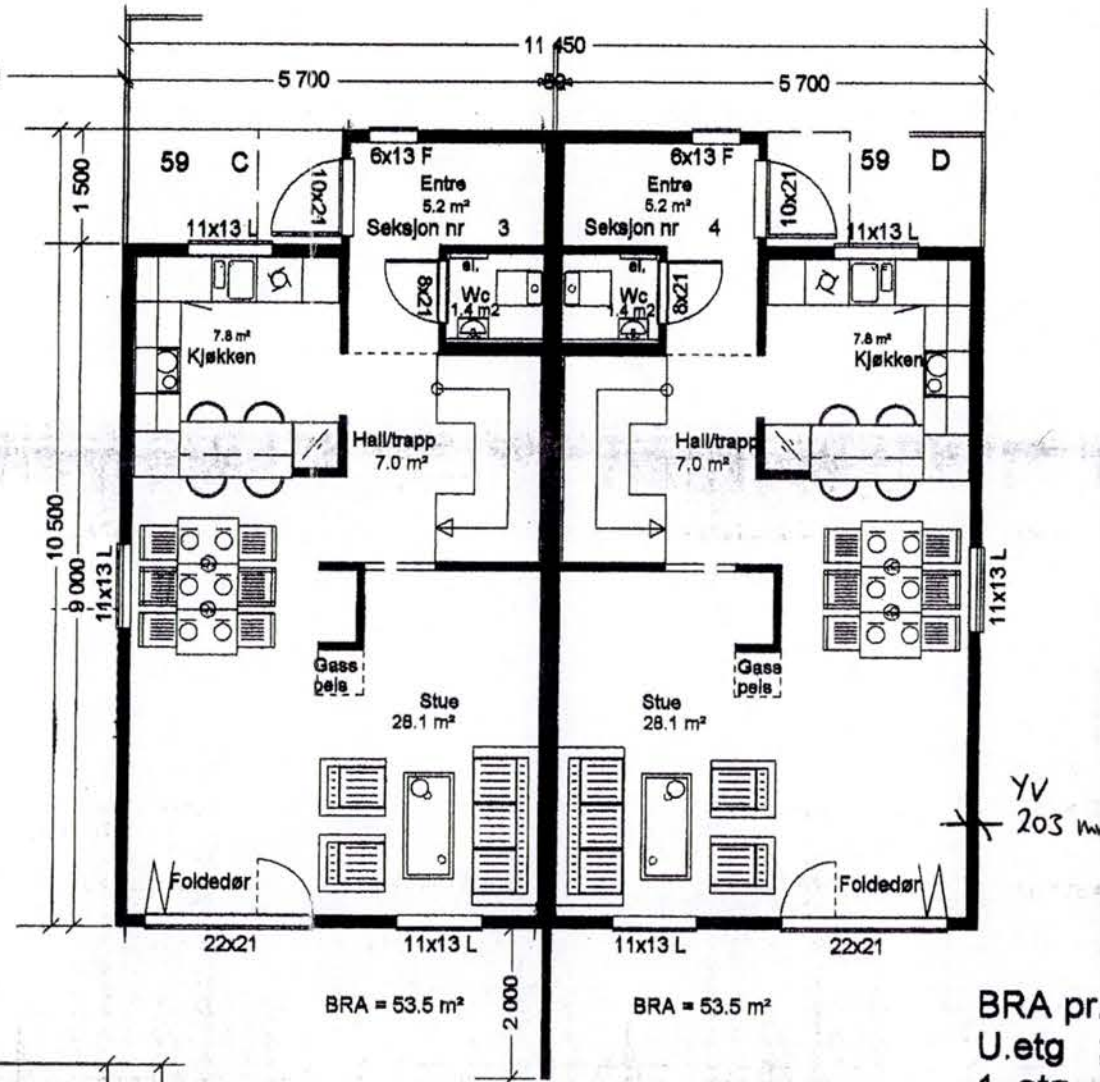 11 450
5 700
50
5 700
1 500
59 C
6x13 F
6x13 F
59 D
10x21
Entre
5.2 m²
Entre
5.2 m²
10x21
11x13 L
Seksjon nr 3
Seksjon nr 4
11x13 L
8x21
el.
Wc
1.4 m2
el.
Wc
1.4 m2
8x21
7.8 m²
Kjøkken
7.8 m²
Kjøkken
Hall/trapp
7.0 m²
Hall/trapp
7.0 m²
10 500
9 000
11x13 L
11x13 L
Gass
peis
Gass
peis
Stue
28.1 m²
Stue
28.1 m²
YV
203 mm
Foldedør
Foldedør
22x21
11x13 L
11x13 L
22x21
2 000
BRA = 53.5 m²
BRA = 53.5 m²
BRA pr.
U.etg